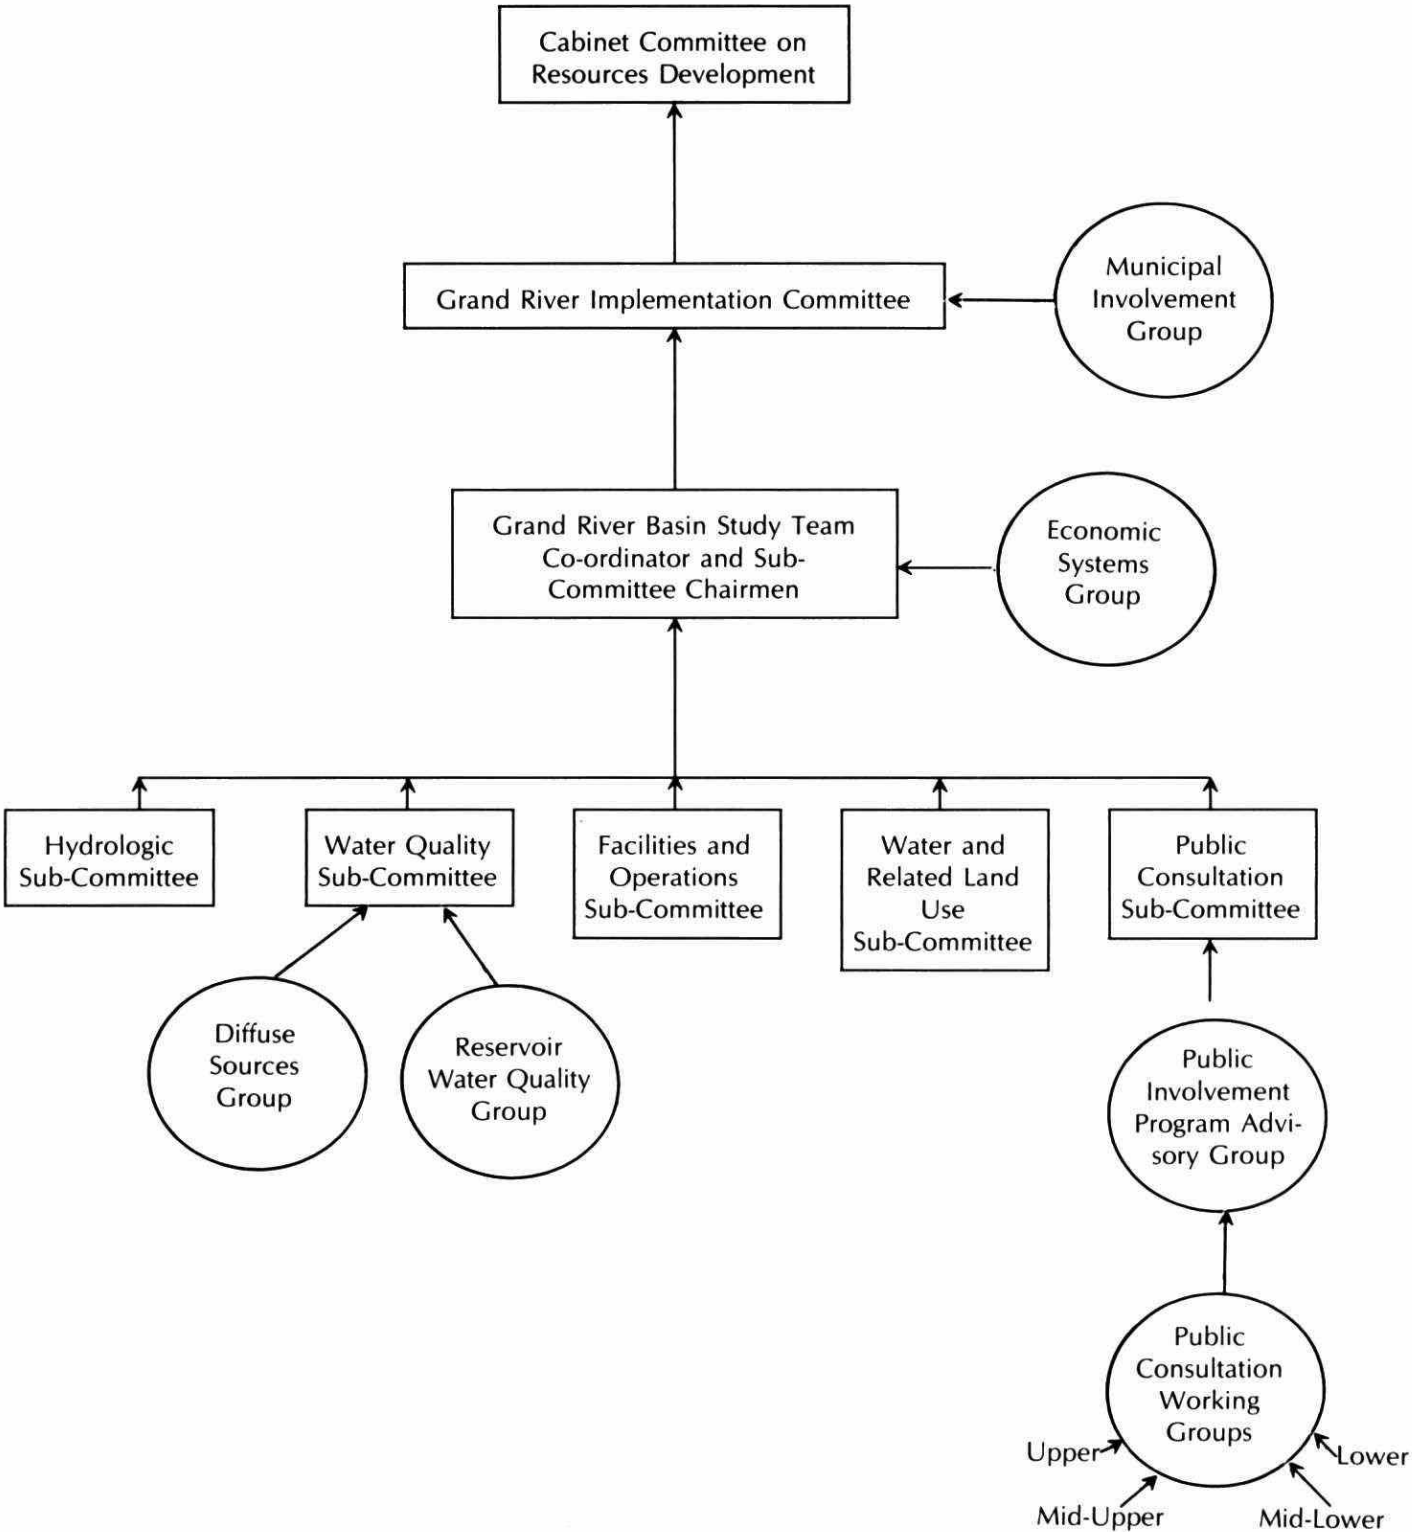 Cabinet Committee on
Resources Development
Municipal
Involvement
Group
Grand River Implementation Committee
Grand River Basin Study Team
Co-ordinator and Sub-
Committee Chairmen
Economic
Systems
Group
Hydrologic
Sub-Committee
Water Quality
Sub-Committee
Facilities and
Operations
Sub-Committee
Water and
Related Land
Use
Sub-Committee
Public
Consultation
Sub-Committee
Diffuse
Sources
Group
Reservoir
Water Quality
Group
Public
Involvement
Program Advi-
sory Group
Public
Consultation
Working
Groups
Upper
Lower
Mid-Upper
Mid-Lower